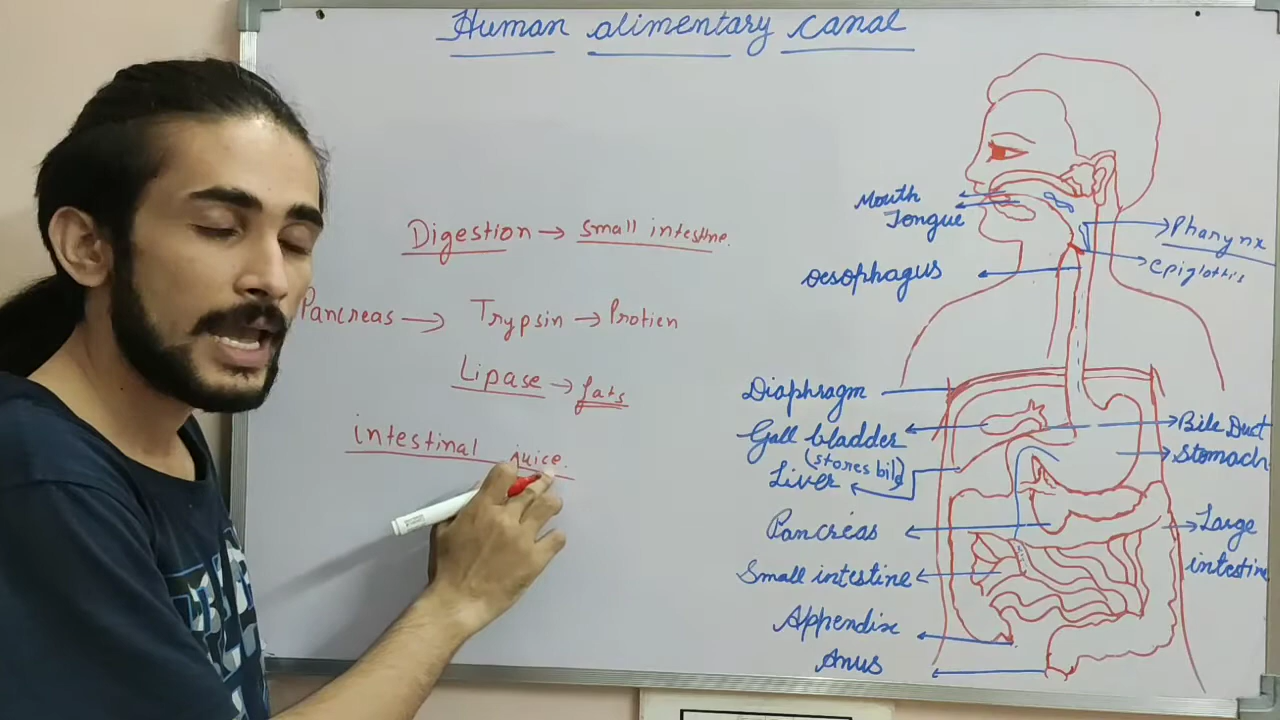 Human alimentary canal
Digestion → Small intestine.
Pancreas → Trypsin → Protien
Lipase → fats
intestinal juice.
Mouth
Tongue
Pharynx
epiglottis
oesophagus
Diaphragm
Gall bladder
(stores bil)
Liver
Bile Duct
Stomach
Pancreas
Large
intestine
Small intestine
Appendix
Anus